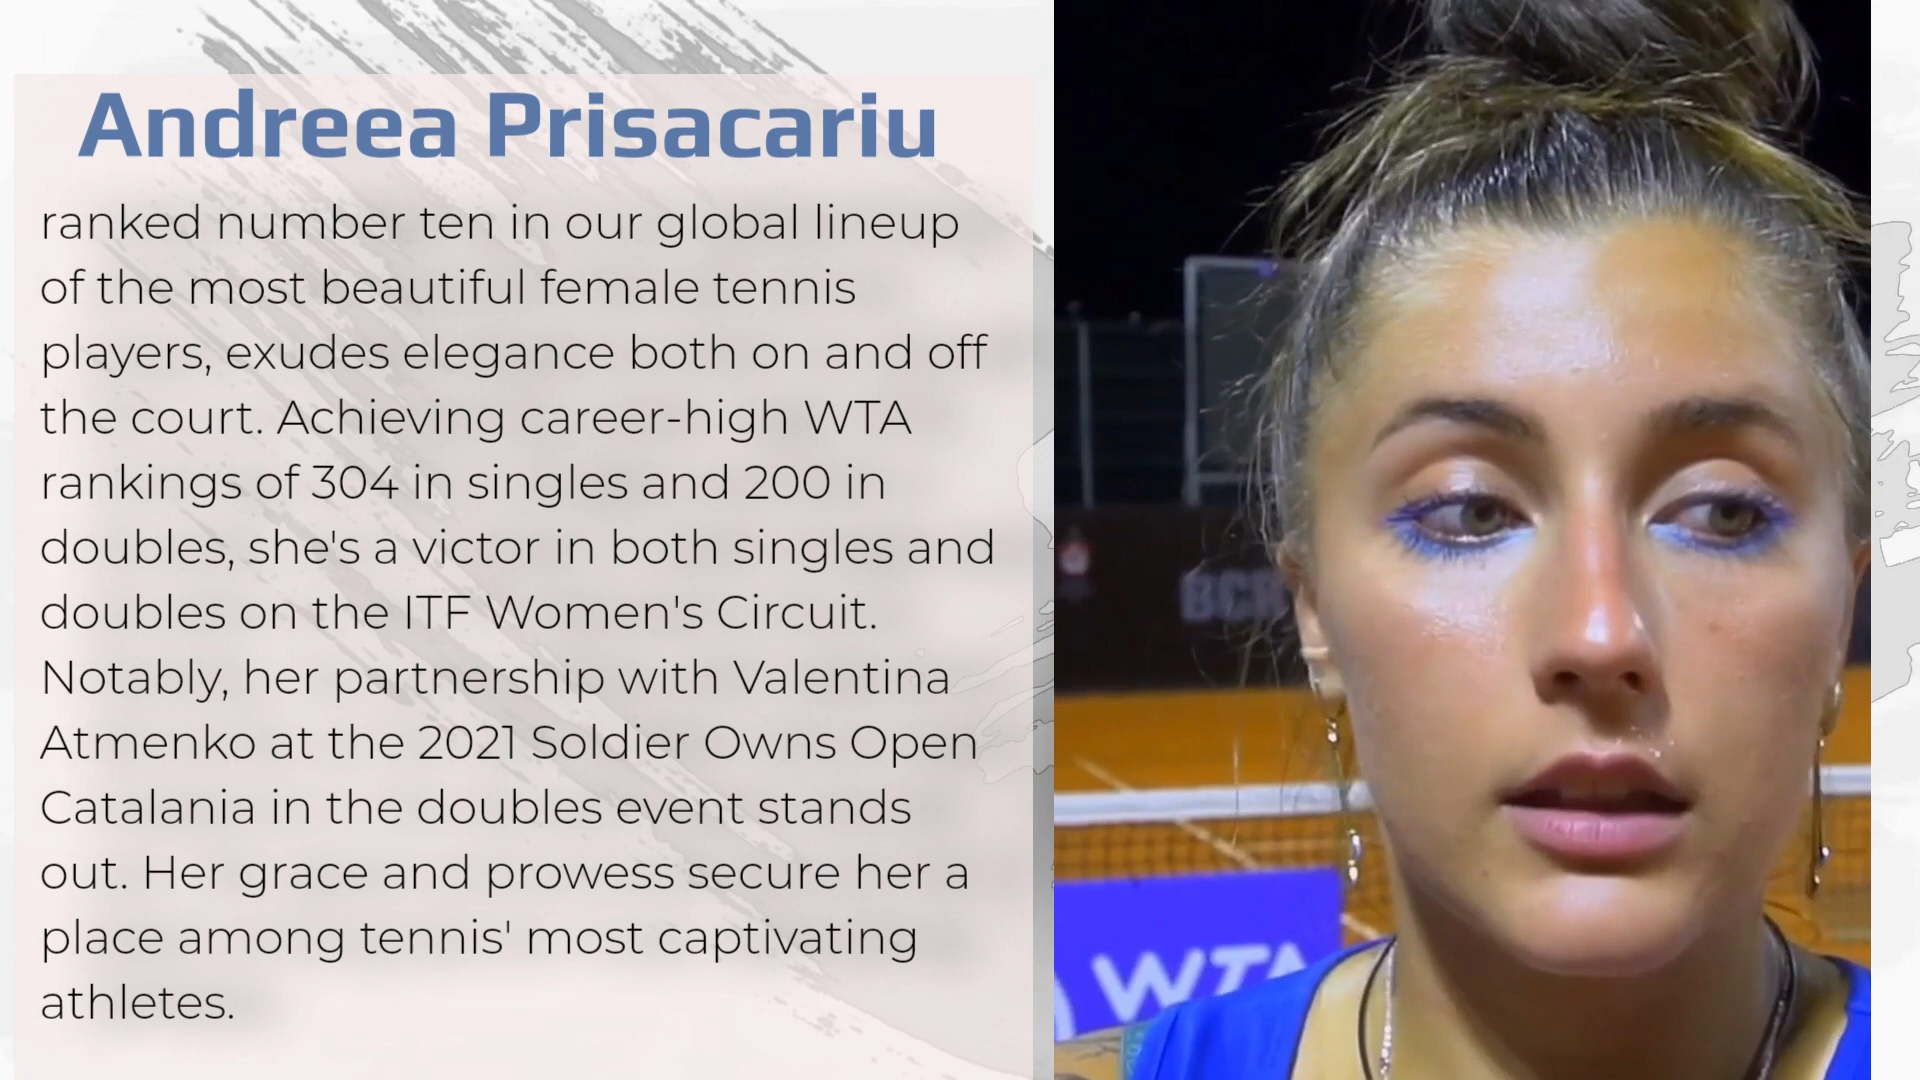 Andreea Prisacariu
ranked number ten in our global lineup
of the most beautiful female tennis
players, exudes elegance both on and off
the court. Achieving career-high WTA
rankings of 304 in singles and 200 in
doubles, she's a victor in both singles and
doubles on the ITF Women's Circuit.
Notably, her partnership with Valentina
Atmenko at the 2021 Soldier Owns Open
Catalania in the doubles event stands
out. Her grace and prowess secure her a
place among tennis' most captivating
athletes.
BCR
WTA